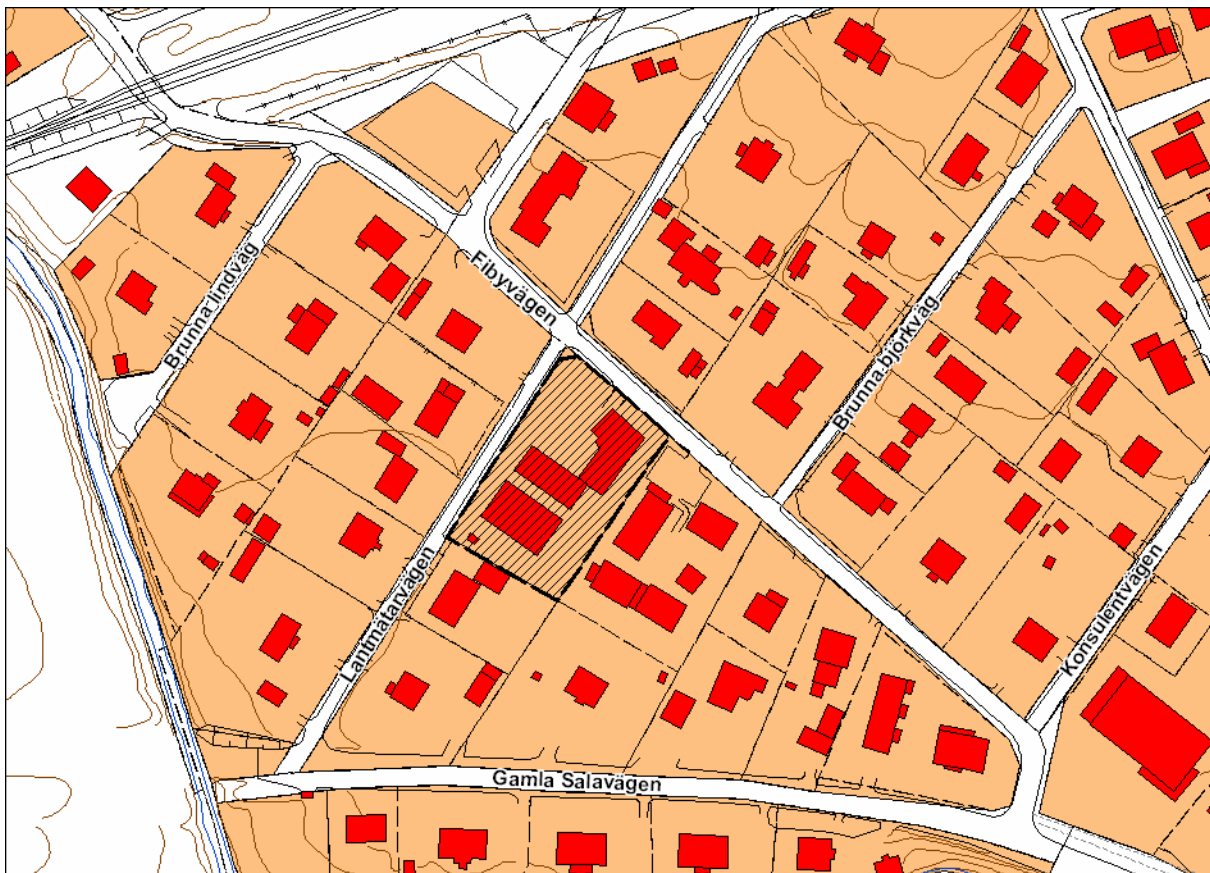 Fibyvägen
Brunna lindväg
Brunna björkväg
Lantmätarvägen
Konsulentvägen
Gamla Salavägen